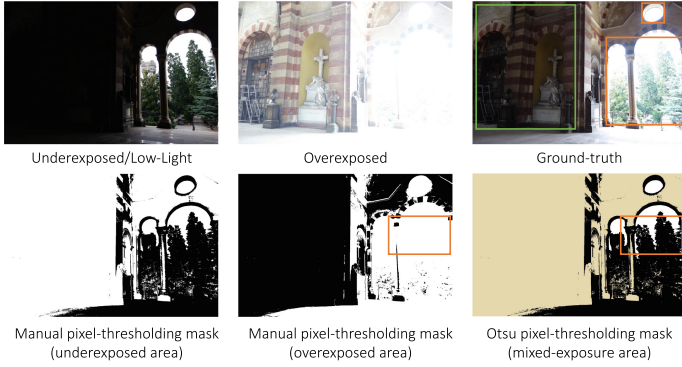 Underexposed/Low-Light
Overexposed
Ground-truth
Manual pixel-thresholding mask
(underexposed area)
Manual pixel-thresholding mask
(overexposed area)
Otsu pixel-thresholding mask
(mixed-exposure area)